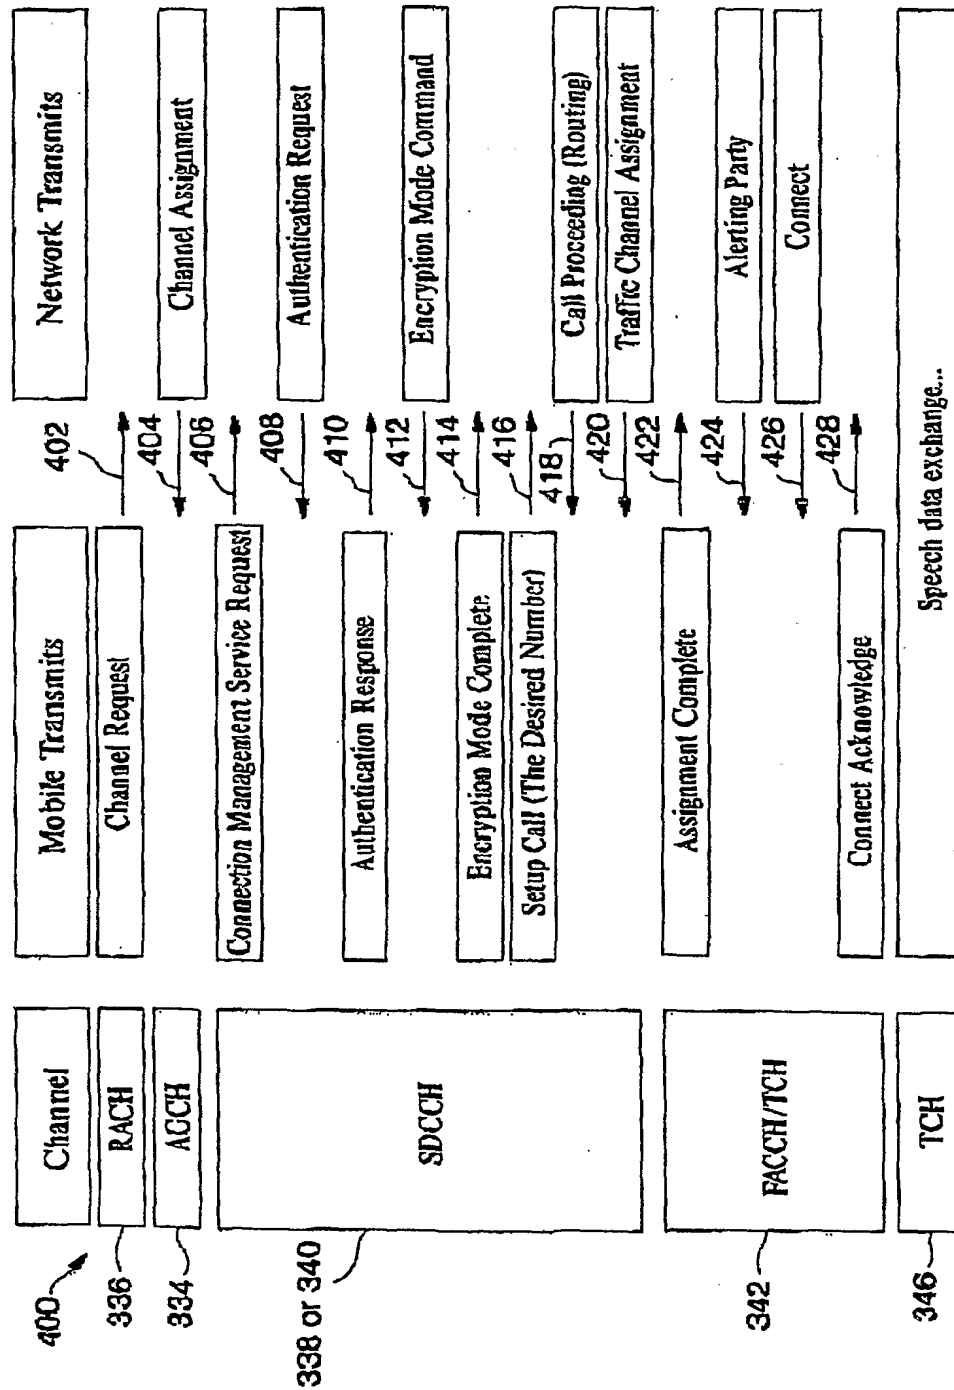 400
Channel
Mobile Transmits
Network Transmits
336
RACH
Channel Request
402
334
AGCH
404
Channel Assignment
338 or 340
SDCCH
Connection Management Service Request
406
408
Authentication Request
Authentication Response
410
412
Encryption Mode Command
Encryption Mode Complete
414
Setup Call (The Desired Number)
416
418
Call Proceeding (Routing)
420
Traffic Channel Assignment
342
FACCH/TCH
Assignment Complete
422
424
Alerting Party
426
Connect
Connect Acknowledge
428
346
TCH
Speech data exchange...